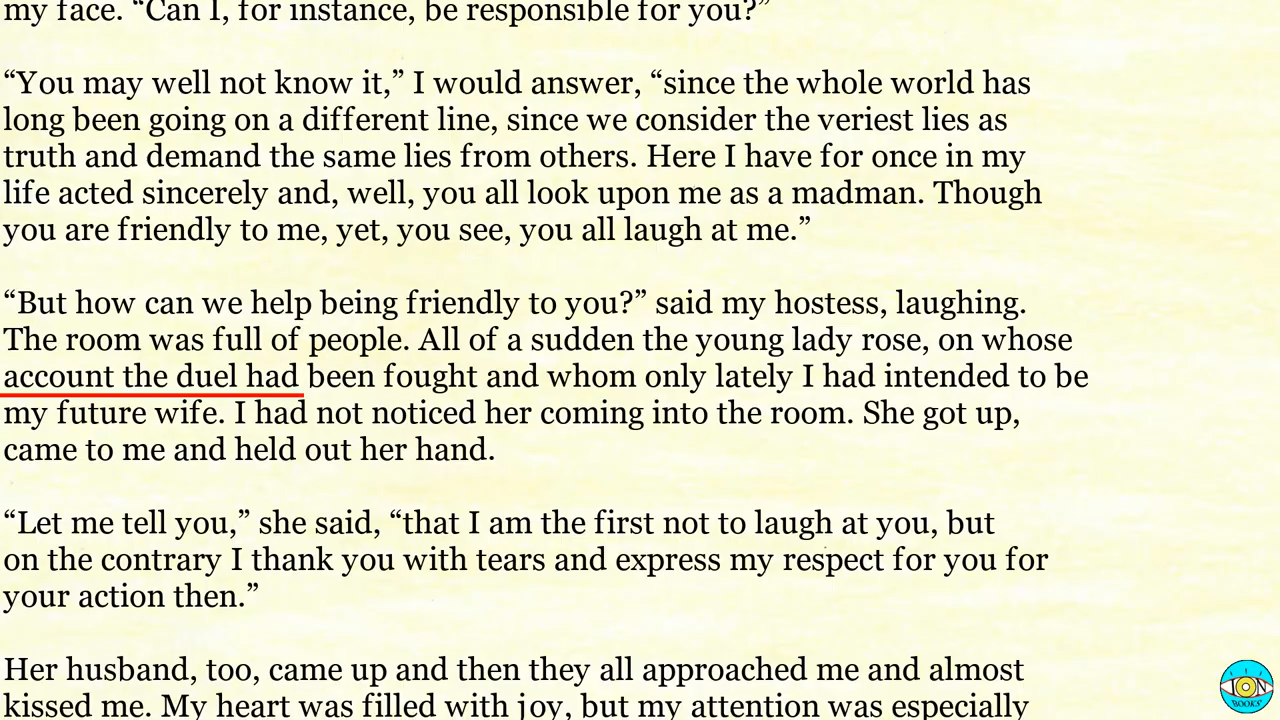 my face. “Can I, for instance, be responsible for you?”
“You may well not know it,” I would answer, “since the whole world has
long been going on a different line, since we consider the veriest lies as
truth and demand the same lies from others. Here I have for once in my
life acted sincerely and, well, you all look upon me as a madman. Though
you are friendly to me, yet, you see, you all laugh at me.”
“But how can we help being friendly to you?” said my hostess, laughing.
The room was full of people. All of a sudden the young lady rose, on whose
account the duel had been fought and whom only lately I had intended to be
my future wife. I had not noticed her coming into the room. She got up,
came to me and held out her hand.
“Let me tell you,” she said, “that I am the first not to laugh at you, but
on the contrary I thank you with tears and express my respect for you for
your action then.”
Her husband, too, came up and then they all approached me and almost
kissed me. My heart was filled with joy, but my attention was especially
ION
BOOKS